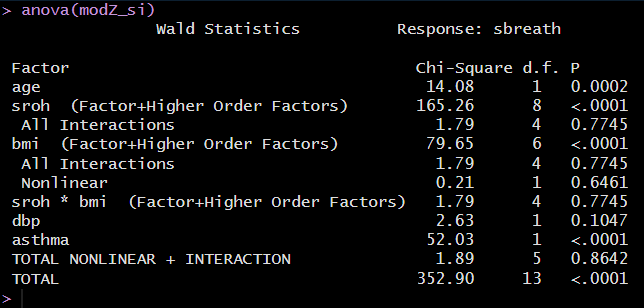 > anova(modZ_si)
Wald Statistics Response: sbreath
Factor Chi-Square d.f. P
age 14.08 1 0.0002
sroh (Factor+Higher Order Factors) 165.26 8 <.0001
All Interactions 1.79 4 0.7745
bmi (Factor+Higher Order Factors) 79.65 6 <.0001
All Interactions 1.79 4 0.7745
Nonlinear 0.21 1 0.6461
sroh * bmi (Factor+Higher Order Factors) 1.79 4 0.7745
dbp 2.63 1 0.1047
asthma 52.03 1 <.0001
TOTAL NONLINEAR + INTERACTION 1.89 5 0.8642
TOTAL 352.90 13 <.0001
>